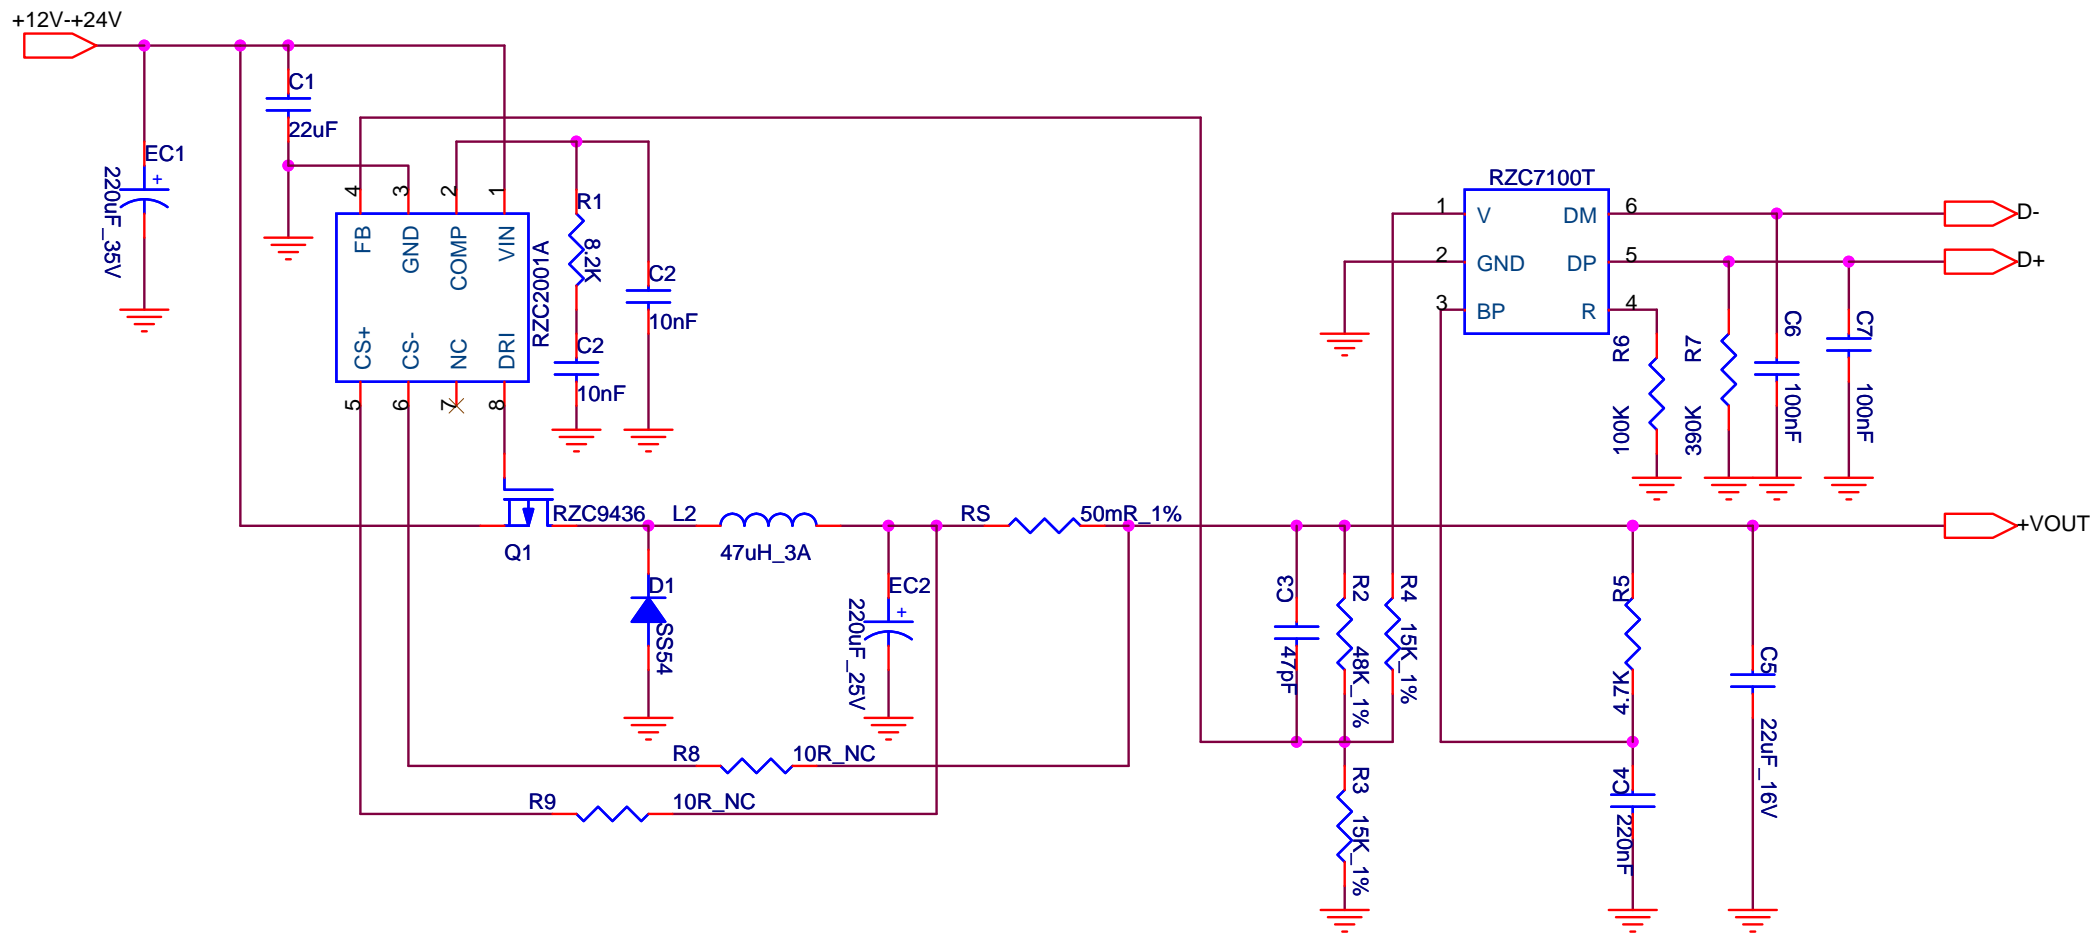 +12V-+24V
C1
22uF
EC1
+
220uF_35V
4
3
2
1
FB
GND
COMP
VIN
RZC2001A
CS+
CS-
NC
DRI
5
6
7
8
R1
8.2K
C2
10nF
C2
10nF
RZC7100T
1
V
DM
6
D-
2
GND
DP
5
D+
3
BP
R
4
R6
100K
R7
390K
C6
100nF
C7
100nF
RZC9436
Q1
L2
47uH_3A
RS
50mR_1%
+VOUT
D1
SS54
EC2
+
220uF_25V
C3
47pF
R2
48K_1%
R4
15K_1%
R5
4.7K
C5
22uF_16V
R8
10R_NC
R9
10R_NC
R3
15K_1%
C4
220nF